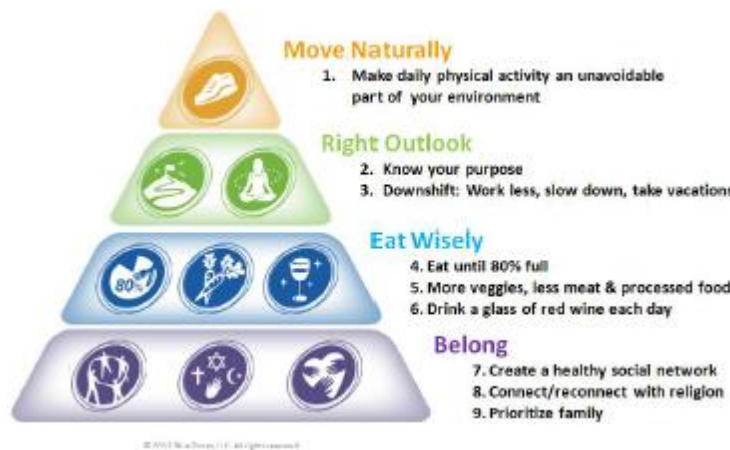 Move Naturally
1. Make daily physical activity an unavoidable
part of your environment
Right Outlook
2. Know your purpose
3. Downshift: Work less, slow down, take vacations
Eat Wisely
80%
4. Eat until 80% full
5. More veggies, less meat & processed food
6. Drink a glass of red wine each day
Belong
7. Create a healthy social network
8. Connect/reconnect with religion
9. Prioritize family